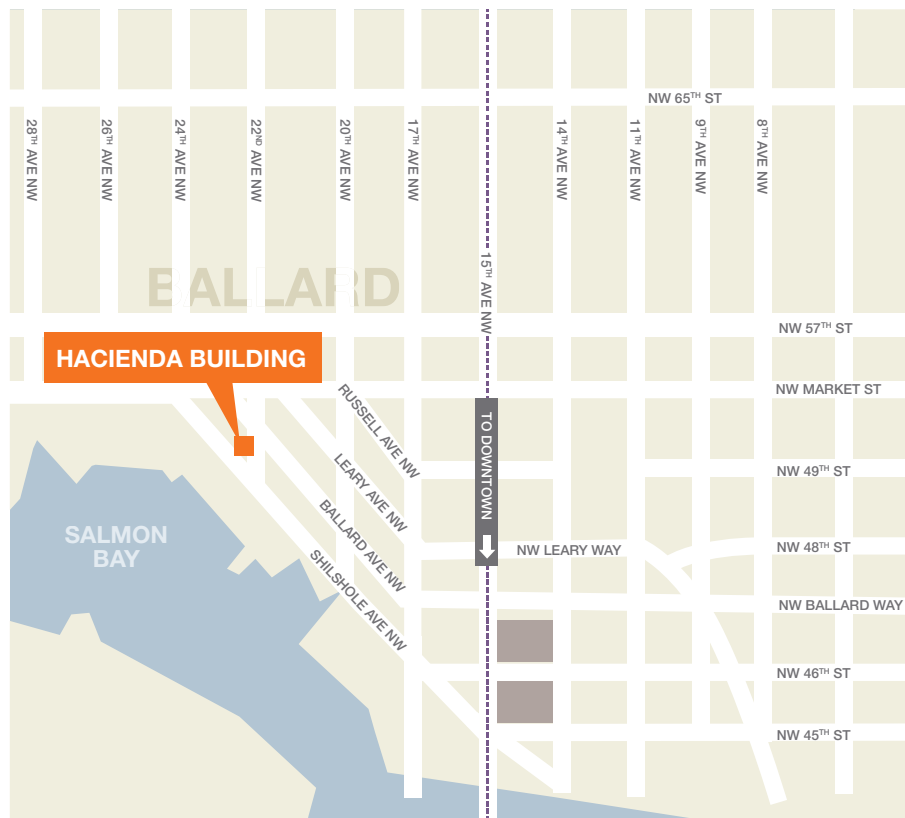 NW 65TH ST
28TH AVE NW
26TH AVE NW
24TH AVE NW
22ND AVE NW
20TH AVE NW
17TH AVE NW
14TH AVE NW
11TH AVE NW
9TH AVE NW
8TH AVE NW
15TH AVE NW
BALLARD
NW 57TH ST
HACIENDA BUILDING
NW MARKET ST
RUSSELL AVE NW
TO DOWNTOWN
LEARY AVE NW
NW 49TH ST
BALLARD AVE NW
SALMON
BAY
NW LEARY WAY
NW 48TH ST
SHILSHOLE AVE NW
NW BALLARD WAY
NW 46TH ST
NW 45TH ST